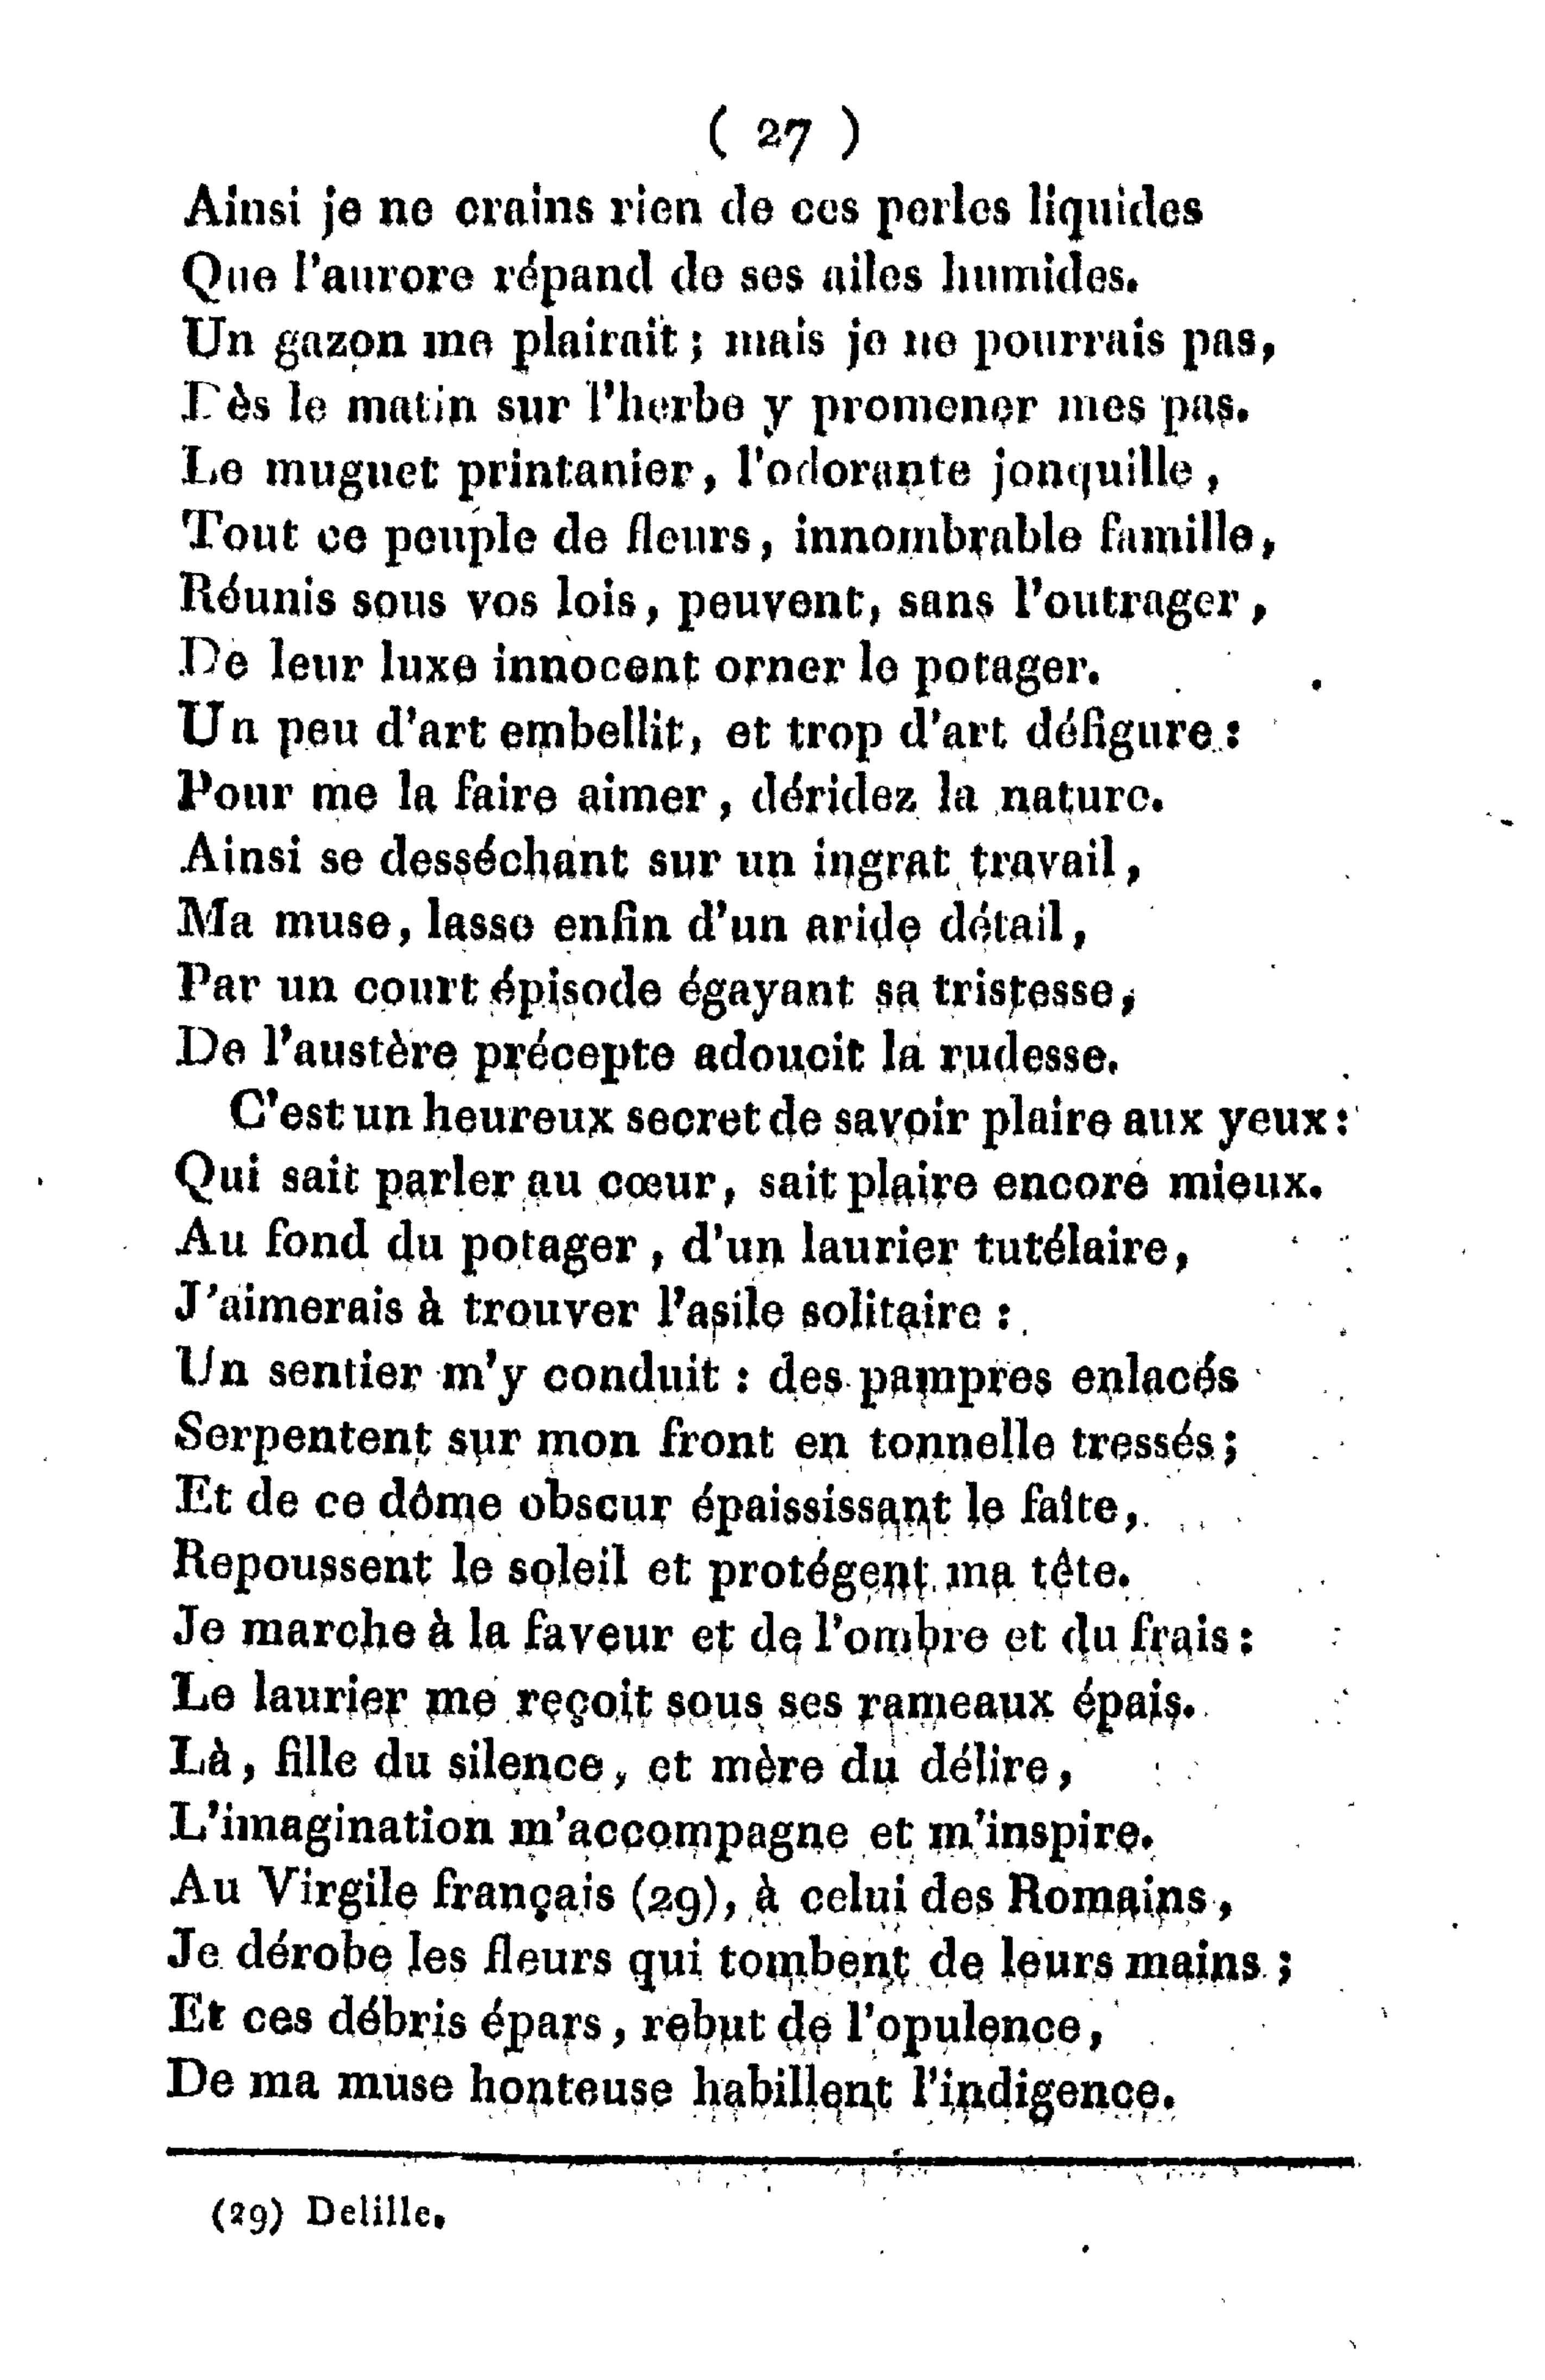 ( 27 )
Ainsi je ne crains rien de ces perles liquides
Que l'aurore répand de ses ailes humides.
Un gazon me plairait ; mais je ne pourrais pas,
Dès le matin sur l'herbe y promener mes pas.
Le muguet printanier, l'odorante jonquille,
Tout ce peuple de fleurs, innombrable famille,
Réunis sous vos lois, peuvent, sans l'outrager,
De leur luxe innocent orner le potager.
Un peu d'art embellit, et trop d'art défigure :
Pour me la faire aimer, déridez la nature.
Ainsi se desséchant sur un ingrat travail,
Ma muse, lasse enfin d'un aride détail,
Par un court épisode égayant sa tristesse,
De l'austère précepte adoucit la rudesse.
C'est un heureux secret de savoir plaire aux yeux :
Qui sait parler au cœur, sait plaire encore mieux.
Au fond du potager, d'un laurier tutélaire,
J'aimerais à trouver l'asile solitaire :
Un sentier m'y conduit : des pampres enlacés
Serpentent sur mon front en tonnelle tressés ;
Et de ce dôme obscur épaississant le faîte,
Repoussent le soleil et protégent ma tête.
Je marche à la faveur et de l'ombre et du frais :
Le laurier me reçoit sous ses rameaux épais.
Là, fille du silence, et mère du délire,
L'imagination m'accompagne et m'inspire.
Au Virgile français (29), à celui des Romains,
Je dérobe les fleurs qui tombent de leurs mains ;
Et ces débris épars, rebut de l'opulence,
De ma muse honteuse habillent l'indigence.
(29) Delille.